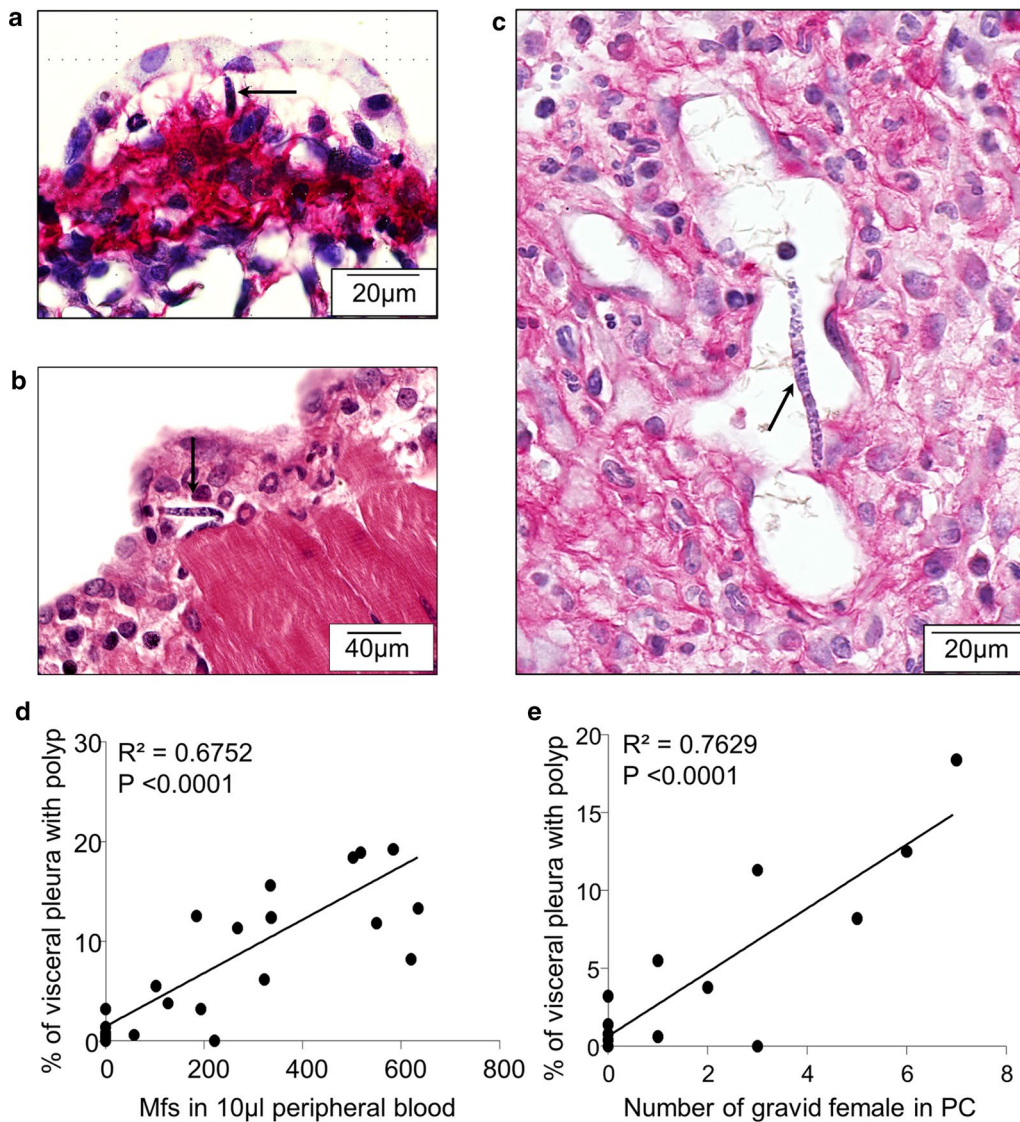 a
20µm
b
40µm
c
20µm
d
R² = 0.6752
P <0.0001
% of visceral pleura with polyp
30
20
10
0
0 200 400 600 800
Mfs in 10µl peripheral blood
e
R² = 0.7629
P <0.0001
% of visceral pleura with polyp
20
15
10
5
0
0 2 4 6 8
Number of gravid female in PC